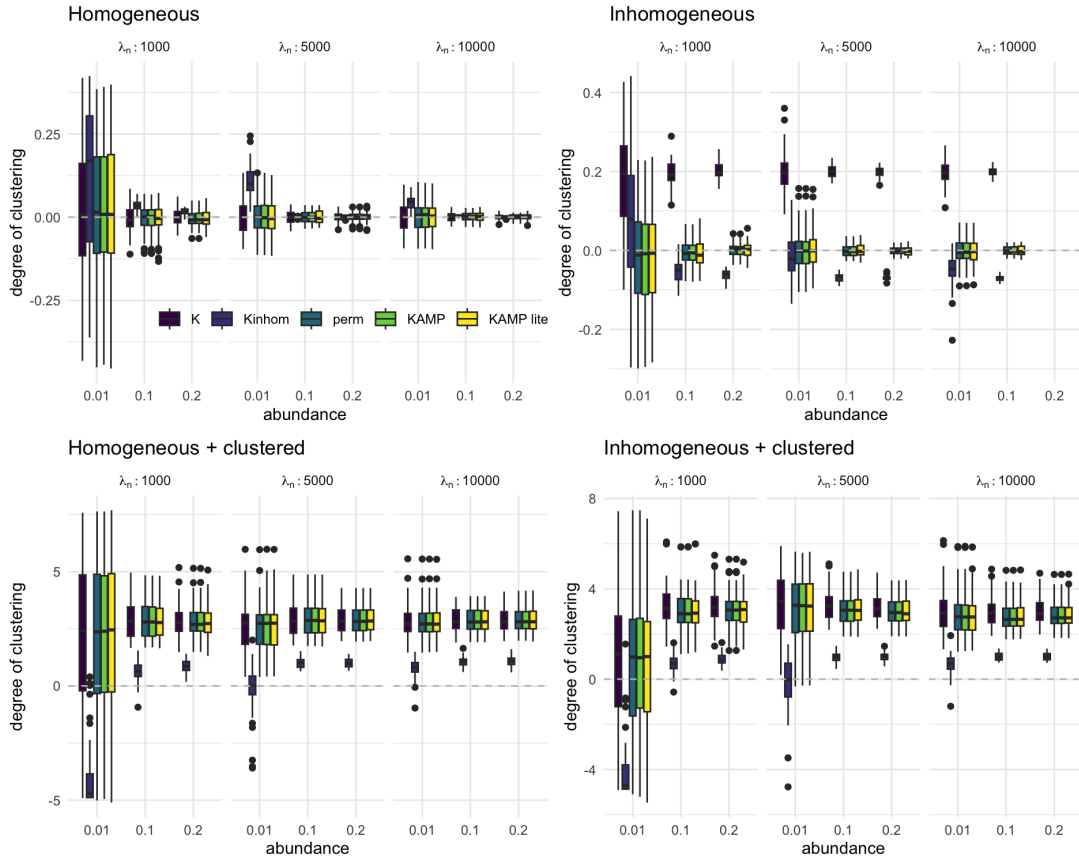 Homogeneous
λn : 1000
λn : 5000
λn : 10000
degree of clustering
0.25
0.00
-0.25
K
Kinhom
perm
KAMP
KAMP lite
0.01
0.1
0.2
0.01
0.1
0.2
0.01
0.1
0.2
abundance
Inhomogeneous
λn : 1000
λn : 5000
λn : 10000
degree of clustering
0.4
0.2
0.0
-0.2
0.01
0.1
0.2
0.01
0.1
0.2
0.01
0.1
0.2
abundance
Homogeneous + clustered
λn : 1000
λn : 5000
λn : 10000
degree of clustering
5
0
-5
0.01
0.1
0.2
0.01
0.1
0.2
0.01
0.1
0.2
abundance
Inhomogeneous + clustered
λn : 1000
λn : 5000
λn : 10000
degree of clustering
8
4
0
-4
0.01
0.1
0.2
0.01
0.1
0.2
0.01
0.1
0.2
abundance